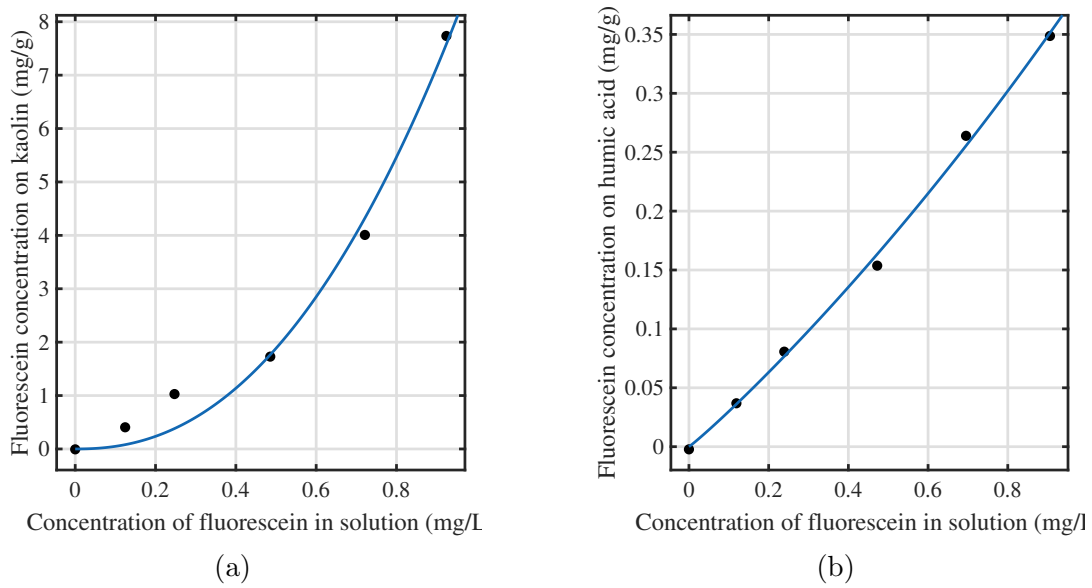 Fluorescein concentration on kaolin (mg/g)
8
7
6
5
4
3
2
1
0
0 0.2 0.4 0.6 0.8
Concentration of fluorescein in solution (mg/L
(a)
Fluorescein concentration on humic acid (mg/g)
0.35
0.3
0.25
0.2
0.15
0.1
0.05
0
0 0.2 0.4 0.6 0.8
Concentration of fluorescein in solution (mg/L
(b)